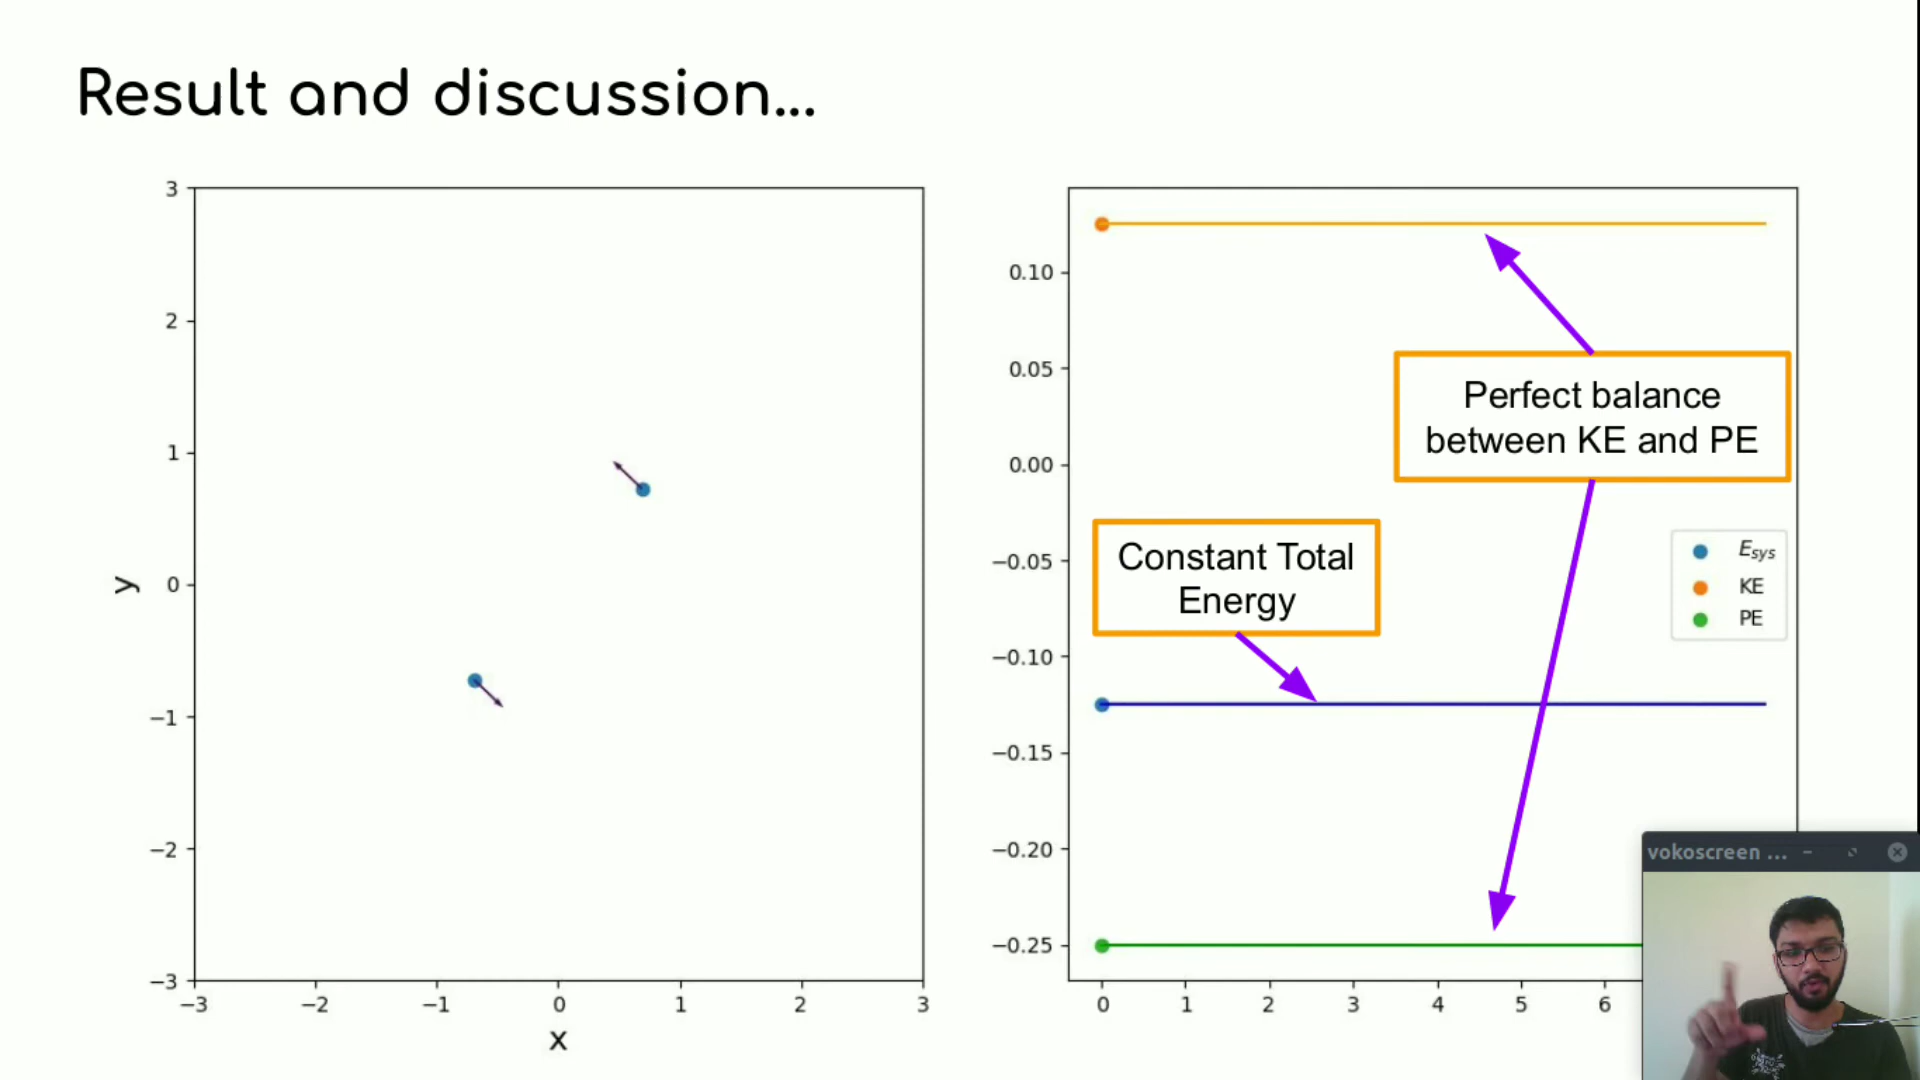 Result and discussion...
3
2
1
0
−1
−2
−3
y
−3
−2
−1
0
1
2
3
x
0.10
0.05
0.00
−0.05
−0.10
−0.15
−0.20
−0.25
0
1
2
3
4
5
6
Perfect balance
between KE and PE
Constant Total
Energy
E_sys
KE
PE
vokoscreen ...